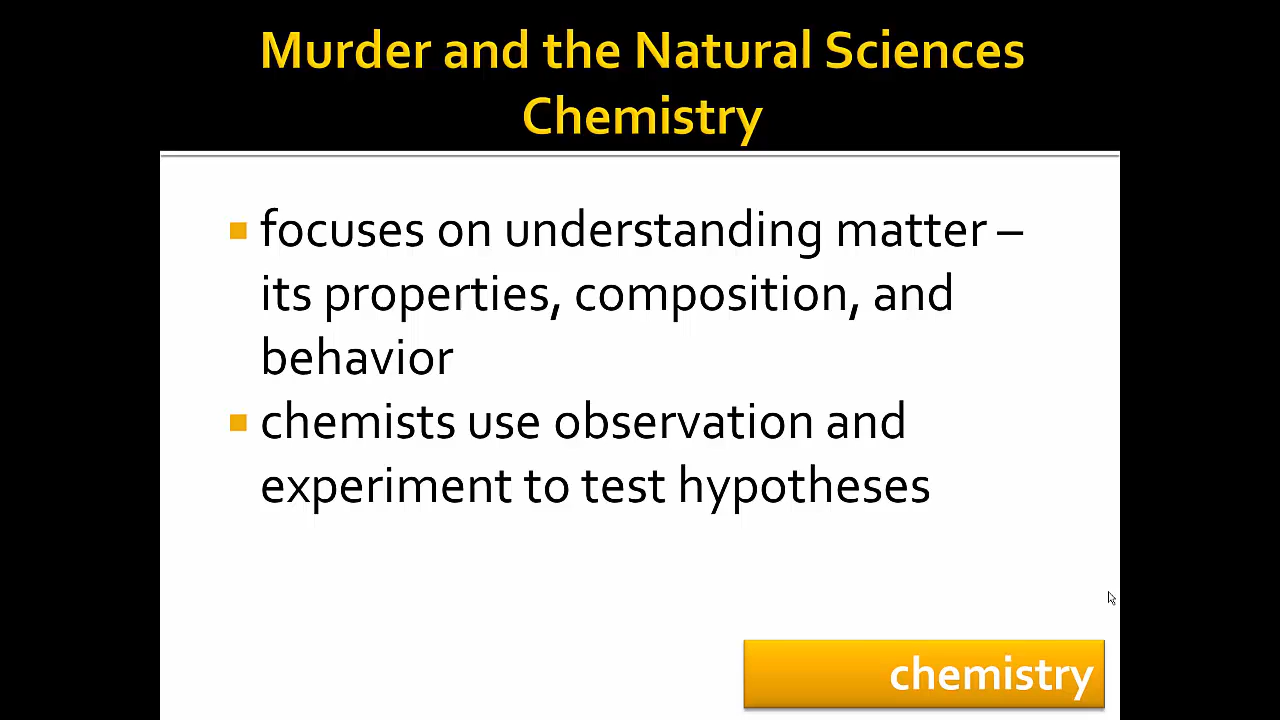 Murder and the Natural Sciences
Chemistry
focuses on understanding matter –
its properties, composition, and
behavior
chemists use observation and
experiment to test hypotheses
chemistry